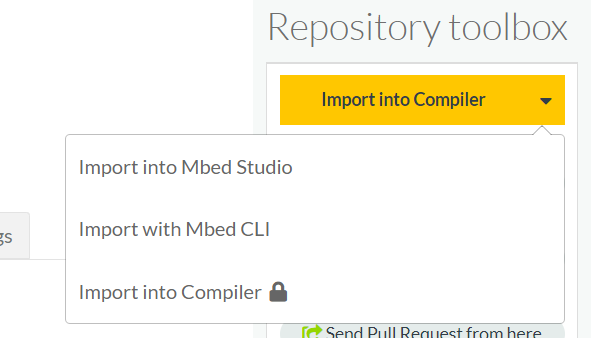 Repository toolbox
Import into Compiler
Import into Mbed Studio
Import with Mbed CLI
gs
Import into Compiler
Send Pull Request from here